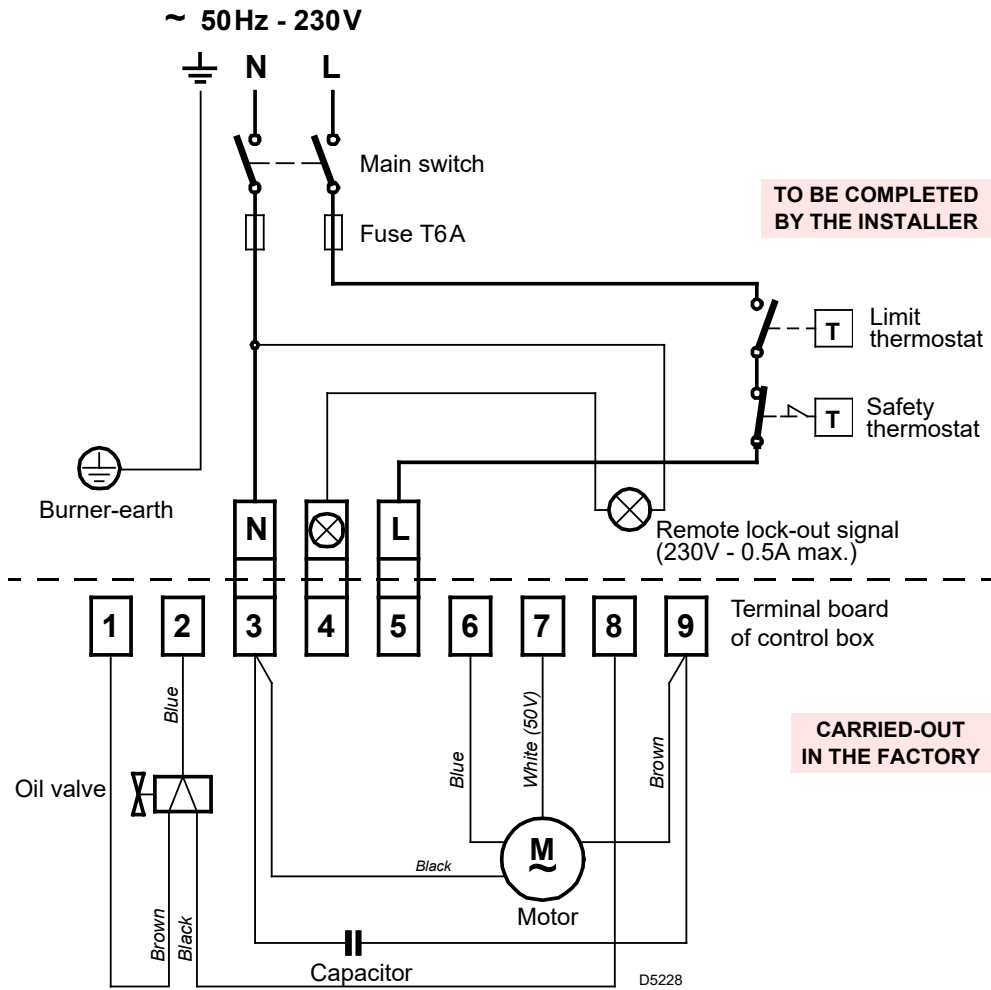 ~ 50Hz - 230V
N L
Main switch
TO BE COMPLETED
BY THE INSTALLER
Fuse T6A
T
Limit
thermostat
T
Safety
thermostat
Burner-earth
N L
Remote lock-out signal
(230V - 0.5A max.)
1 2 3 4 5 6 7 8 9
Terminal board
of control box
Blue
Blue
White (50V)
Brown
CARRIED-OUT
IN THE FACTORY
Oil valve
M
~
Black
Motor
Brown
Black
Capacitor
D5228